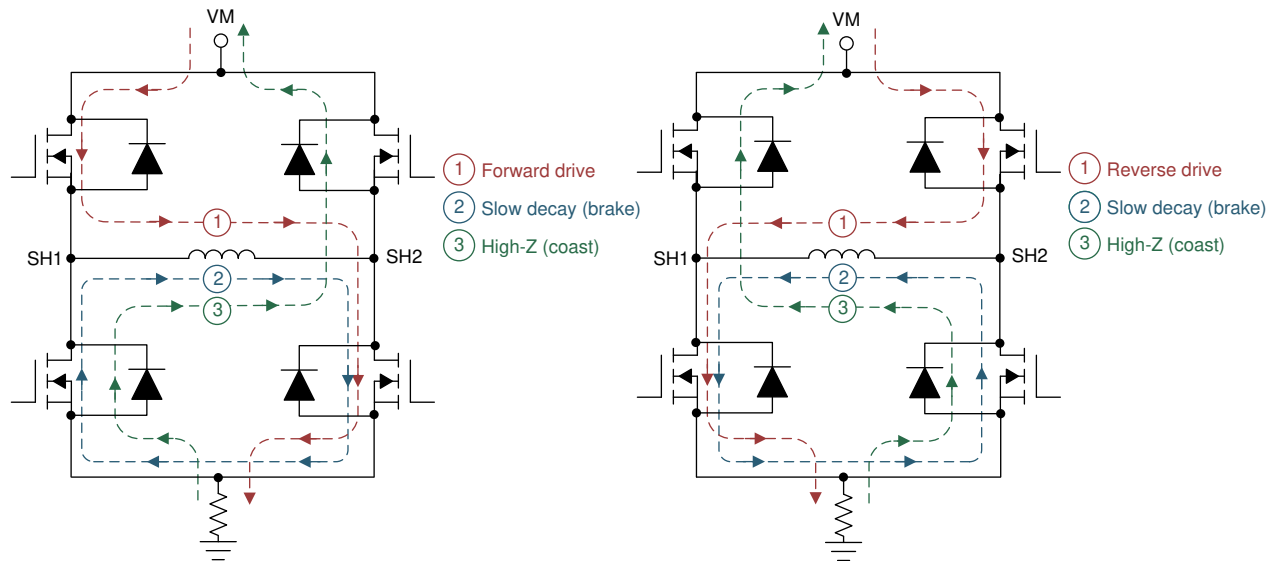 VM
1 Forward drive
2 Slow decay (brake)
3 High-Z (coast)
1
SH1
SH2
2
3
VM
1 Reverse drive
2 Slow decay (brake)
3 High-Z (coast)
1
SH1
SH2
2
3